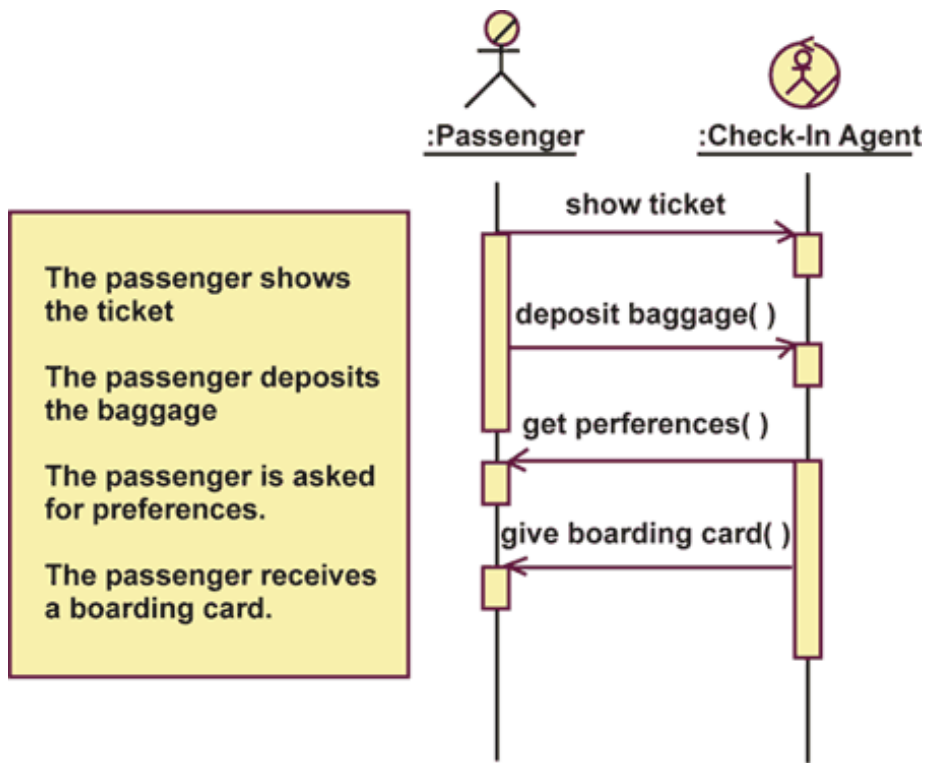 :Passenger
:Check-In Agent
show ticket
The passenger shows
the ticket
deposit baggage( )
The passenger deposits
the baggage
get perferences( )
The passenger is asked
for preferences.
give boarding card( )
The passenger receives
a boarding card.